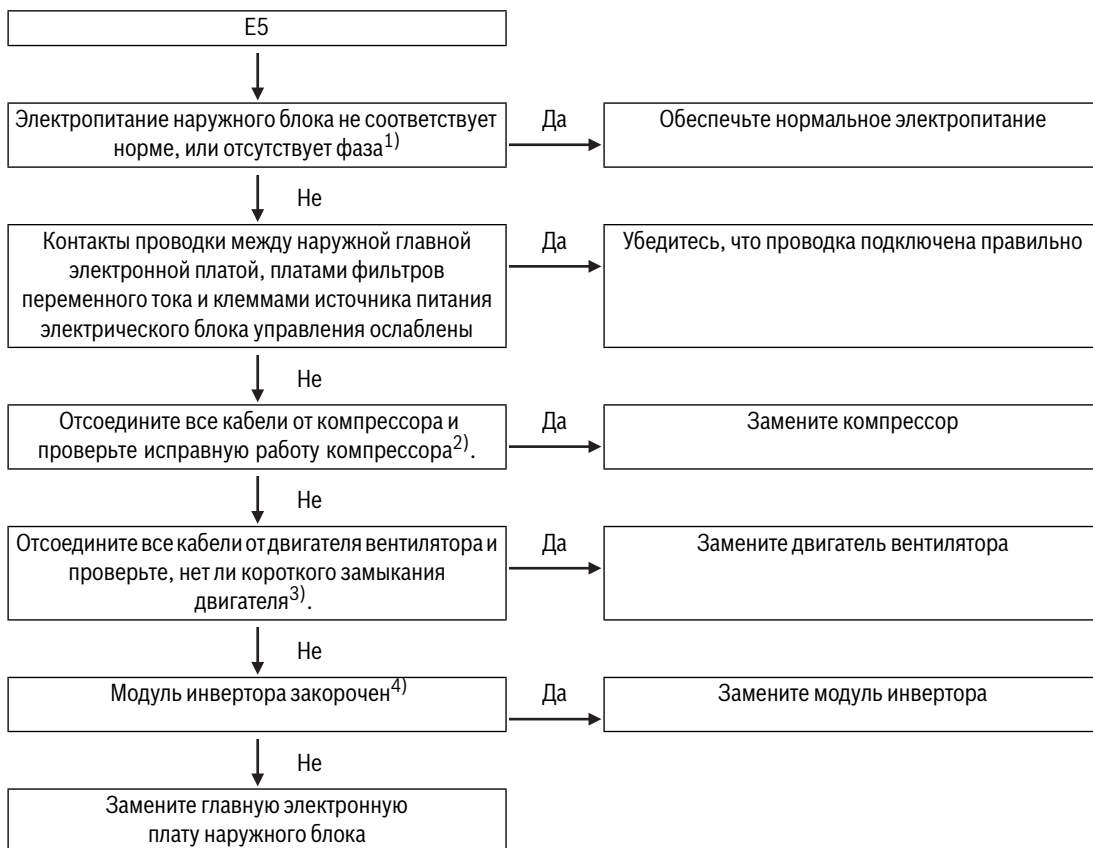 E5
Электропитание наружного блока не соответствует
норме, или отсутствует фаза1)
Да
Обеспечьте нормальное электропитание
Не
Контакты проводки между наружной главной
электронной платой, платами фильтров
переменного тока и клеммами источника питания
электрического блока управления ослаблены
Да
Убедитесь, что проводка подключена правильно
Не
Отсоедините все кабели от компрессора и
проверьте исправную работу компрессора2).
Да
Замените компрессор
Не
Отсоедините все кабели от двигателя вентилятора и
проверьте, нет ли короткого замыкания
двигателя3).
Да
Замените двигатель вентилятора
Не
Модуль инвертора закорочен4)
Да
Замените модуль инвертора
Не
Замените главную электронную
плату наружного блока